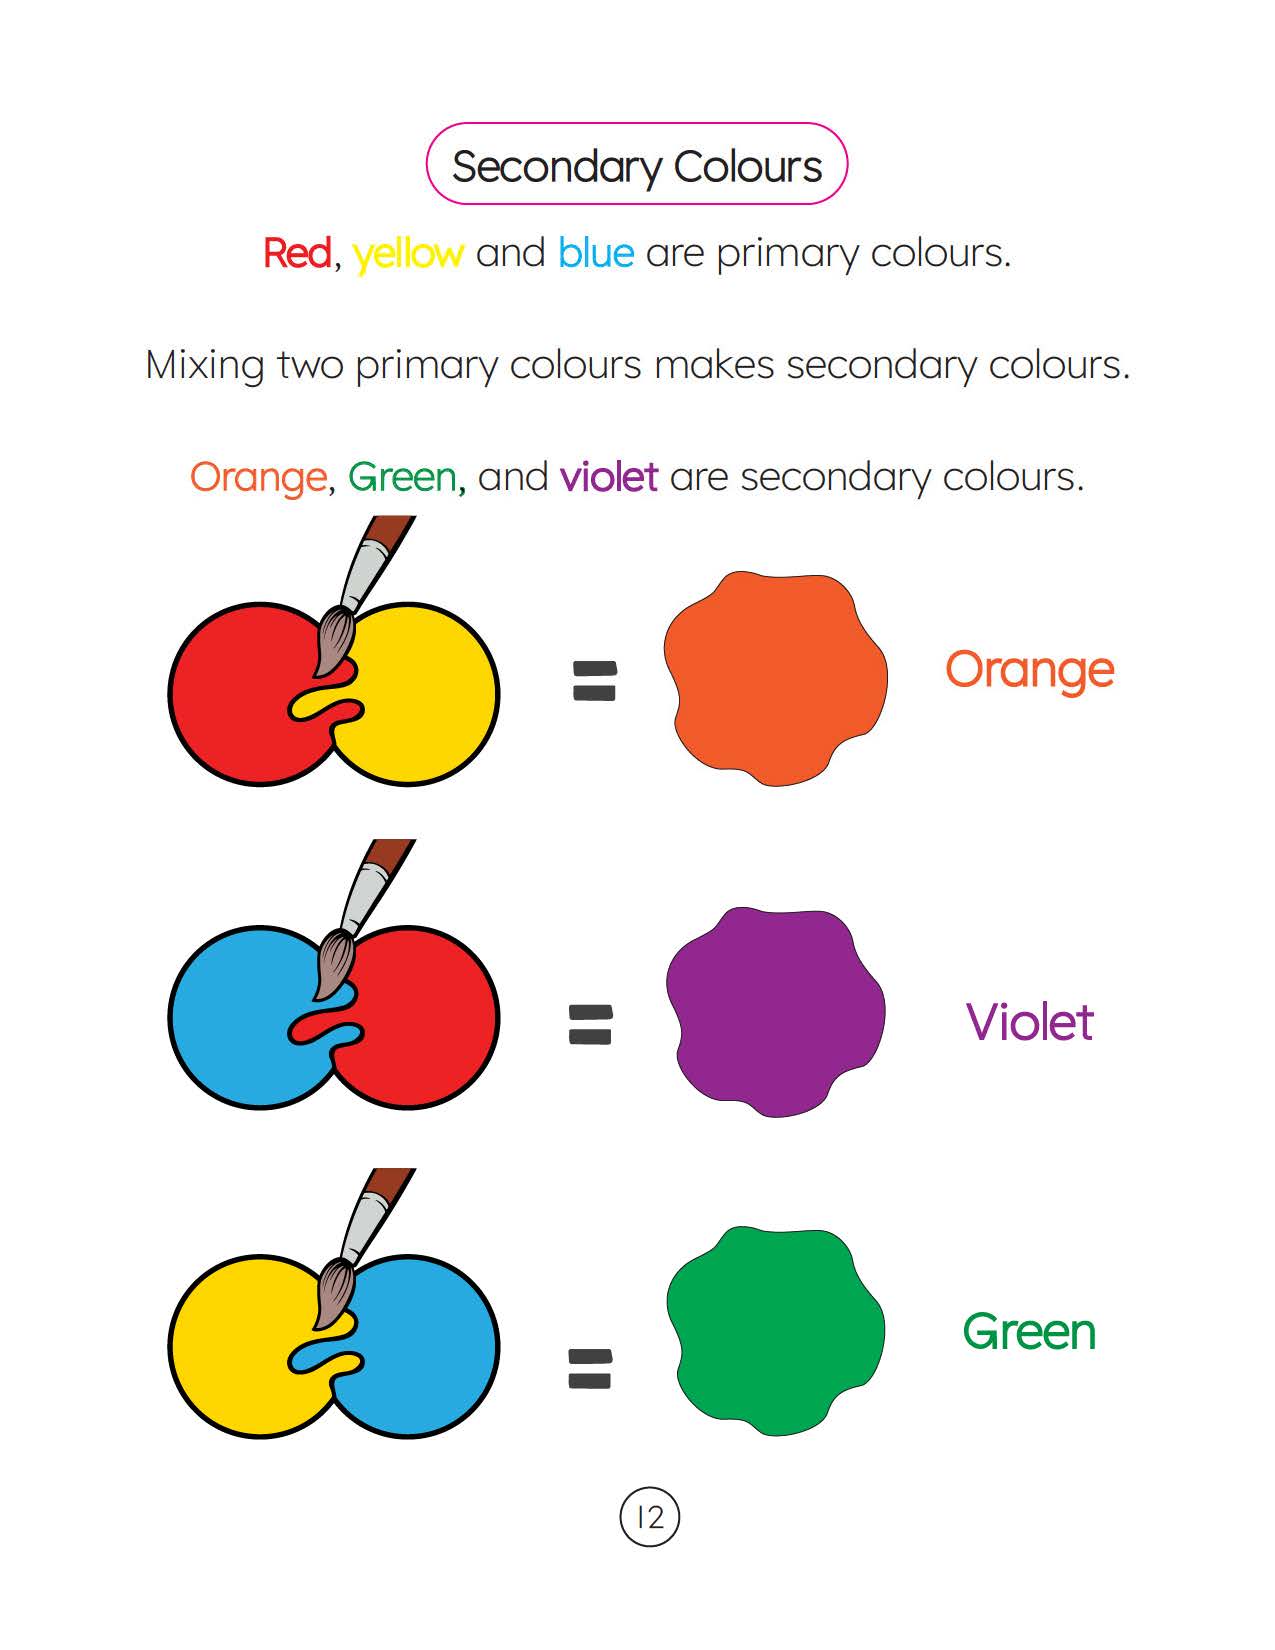 Secondary Colours
Red, yellow and blue are primary colours.
Mixing two primary colours makes secondary colours.
Orange, Green, and violet are secondary colours.
=
Orange
=
Violet
=
Green
12